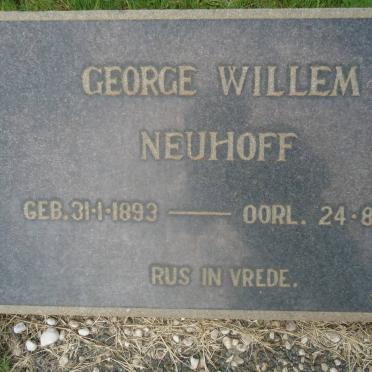 GEORGE WILLEM
NEUHOFF
GEB. 31·1·1893 — OORL. 24·8
RUS IN VREDE.